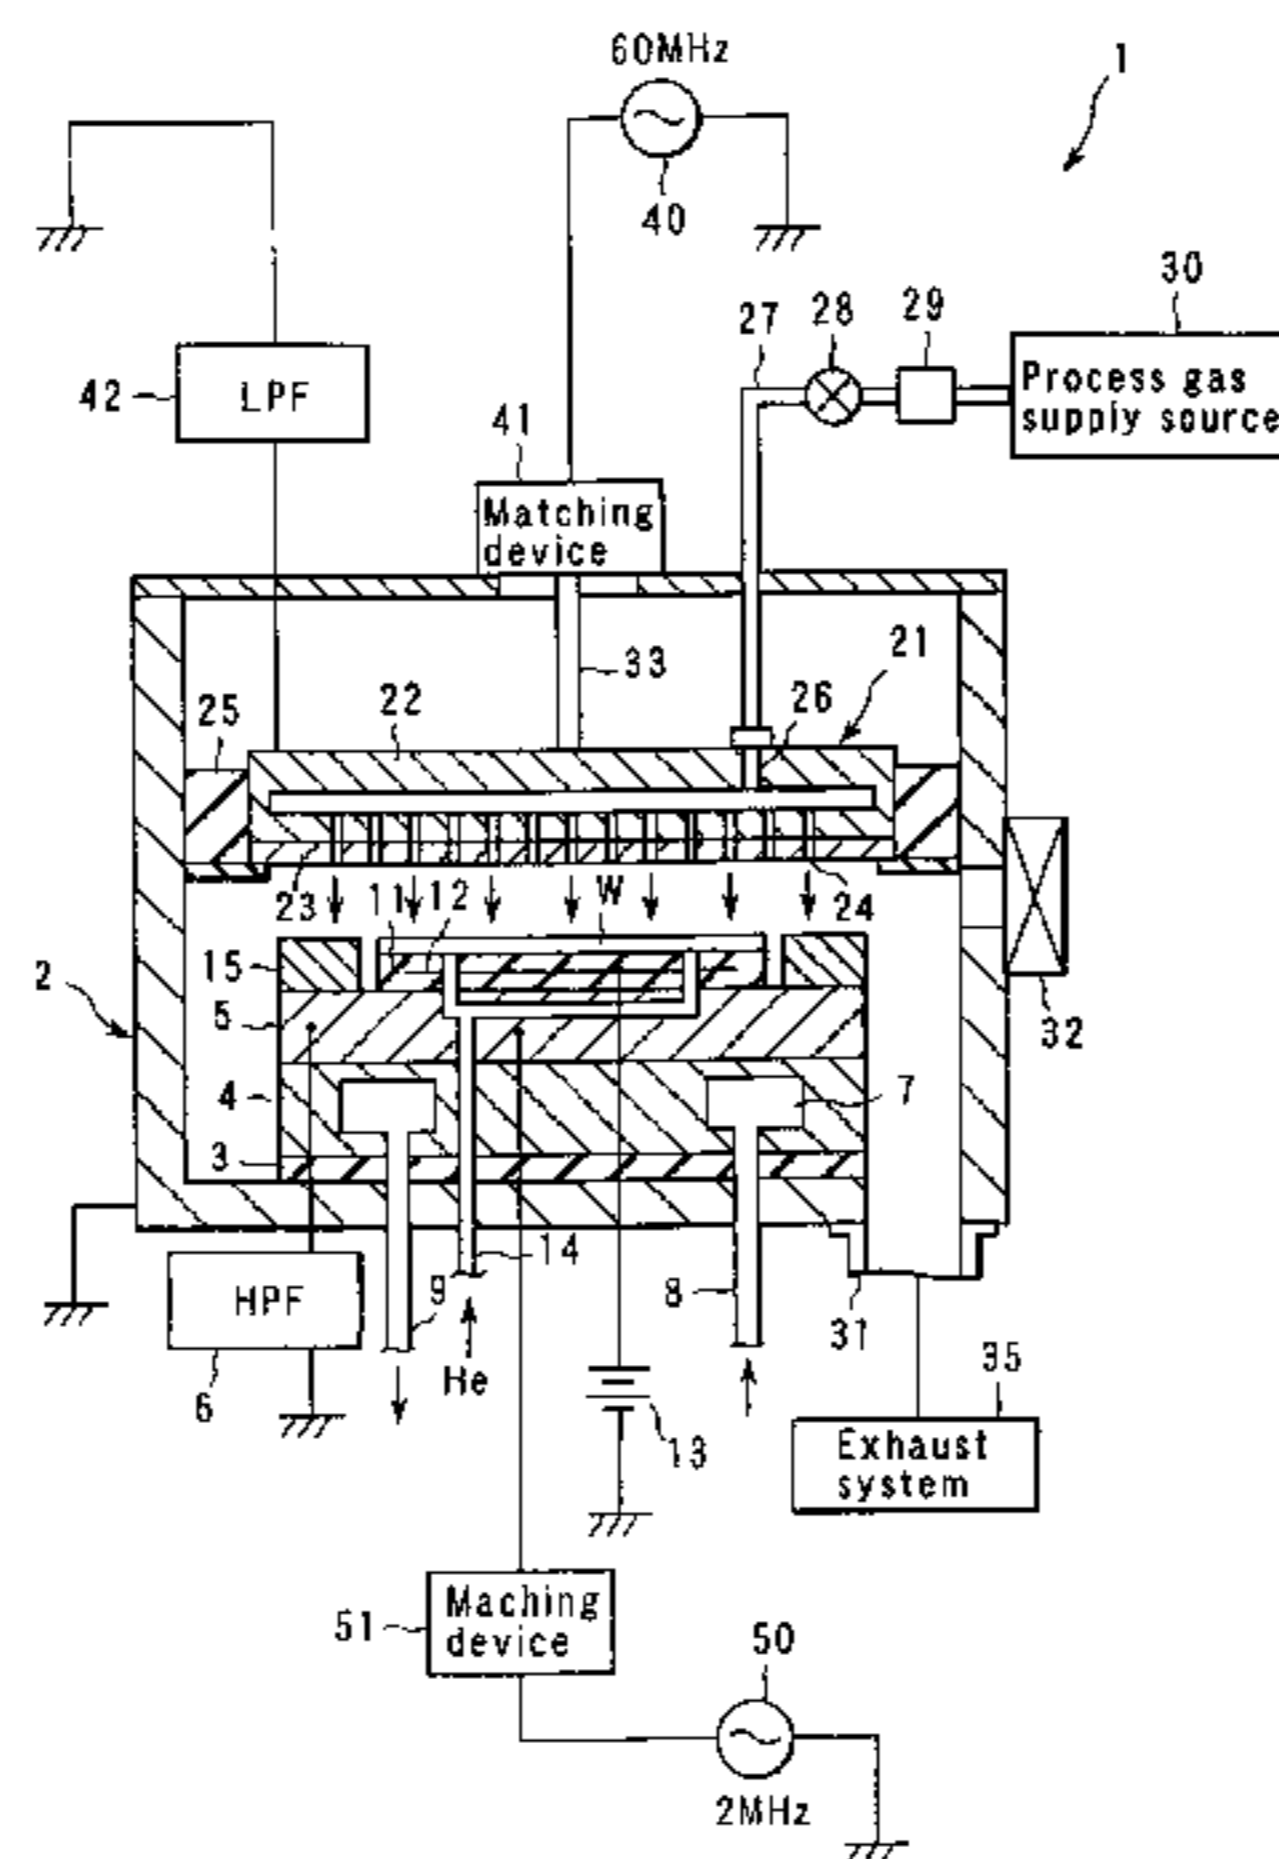 60MHz
1
40
30
27
28
29
Process gas
supply source
42
LPF
41
Matching
device
21
33
26
25
22
23
11
12
W
24
15
2
5
32
4
7
3
14
HPF
9
8
31
He
35
6
13
Exhaust
system
51
Maching
device
50
2MHz